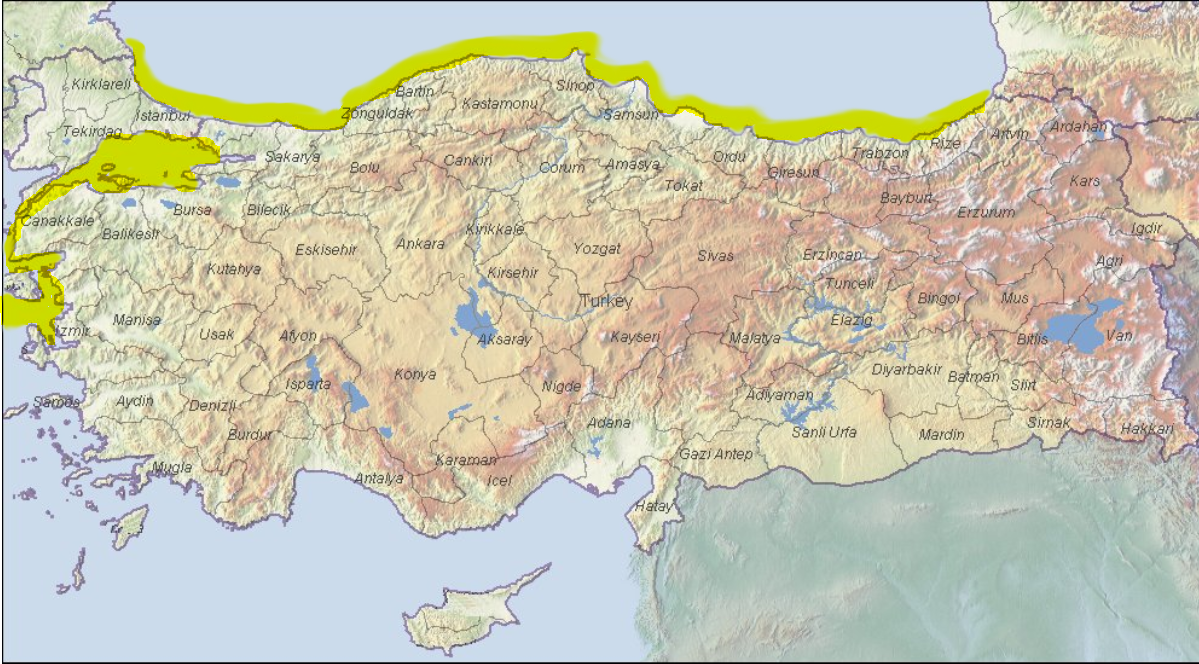 Kirklareli
Istanbul
Tekirdag
Bartin
Zonguldak
Kastamonu
Sinop
Samsun
Sakarya
Bolu
Cankiri
Corum
Amasya
Tokat
Ordu
Giresun
Trabzon
Rize
Artvin
Ardahan
Kars
Bayburt
Erzurum
Igdir
Agri
Canakkale
Balikesir
Bursa
Bilecik
Eskisehir
Ankara
Kirikkale
Yozgat
Sivas
Erzincan
Tunceli
Kutahya
Kirsehir
Turkey
Bingol
Mus
Elazig
Izmir
Manisa
Usak
Afyon
Aksaray
Kayseri
Malatya
Bitlis
Van
Diyarbakir
Batman
Siirt
Konya
Isparta
Nigde
Adiyaman
Samos
Aydin
Denizli
Burdur
Adana
Sanli Urfa
Mardin
Sirnak
Hakkari
Mugla
Antalya
Karaman
Icel
Gazi Antep
Hatay